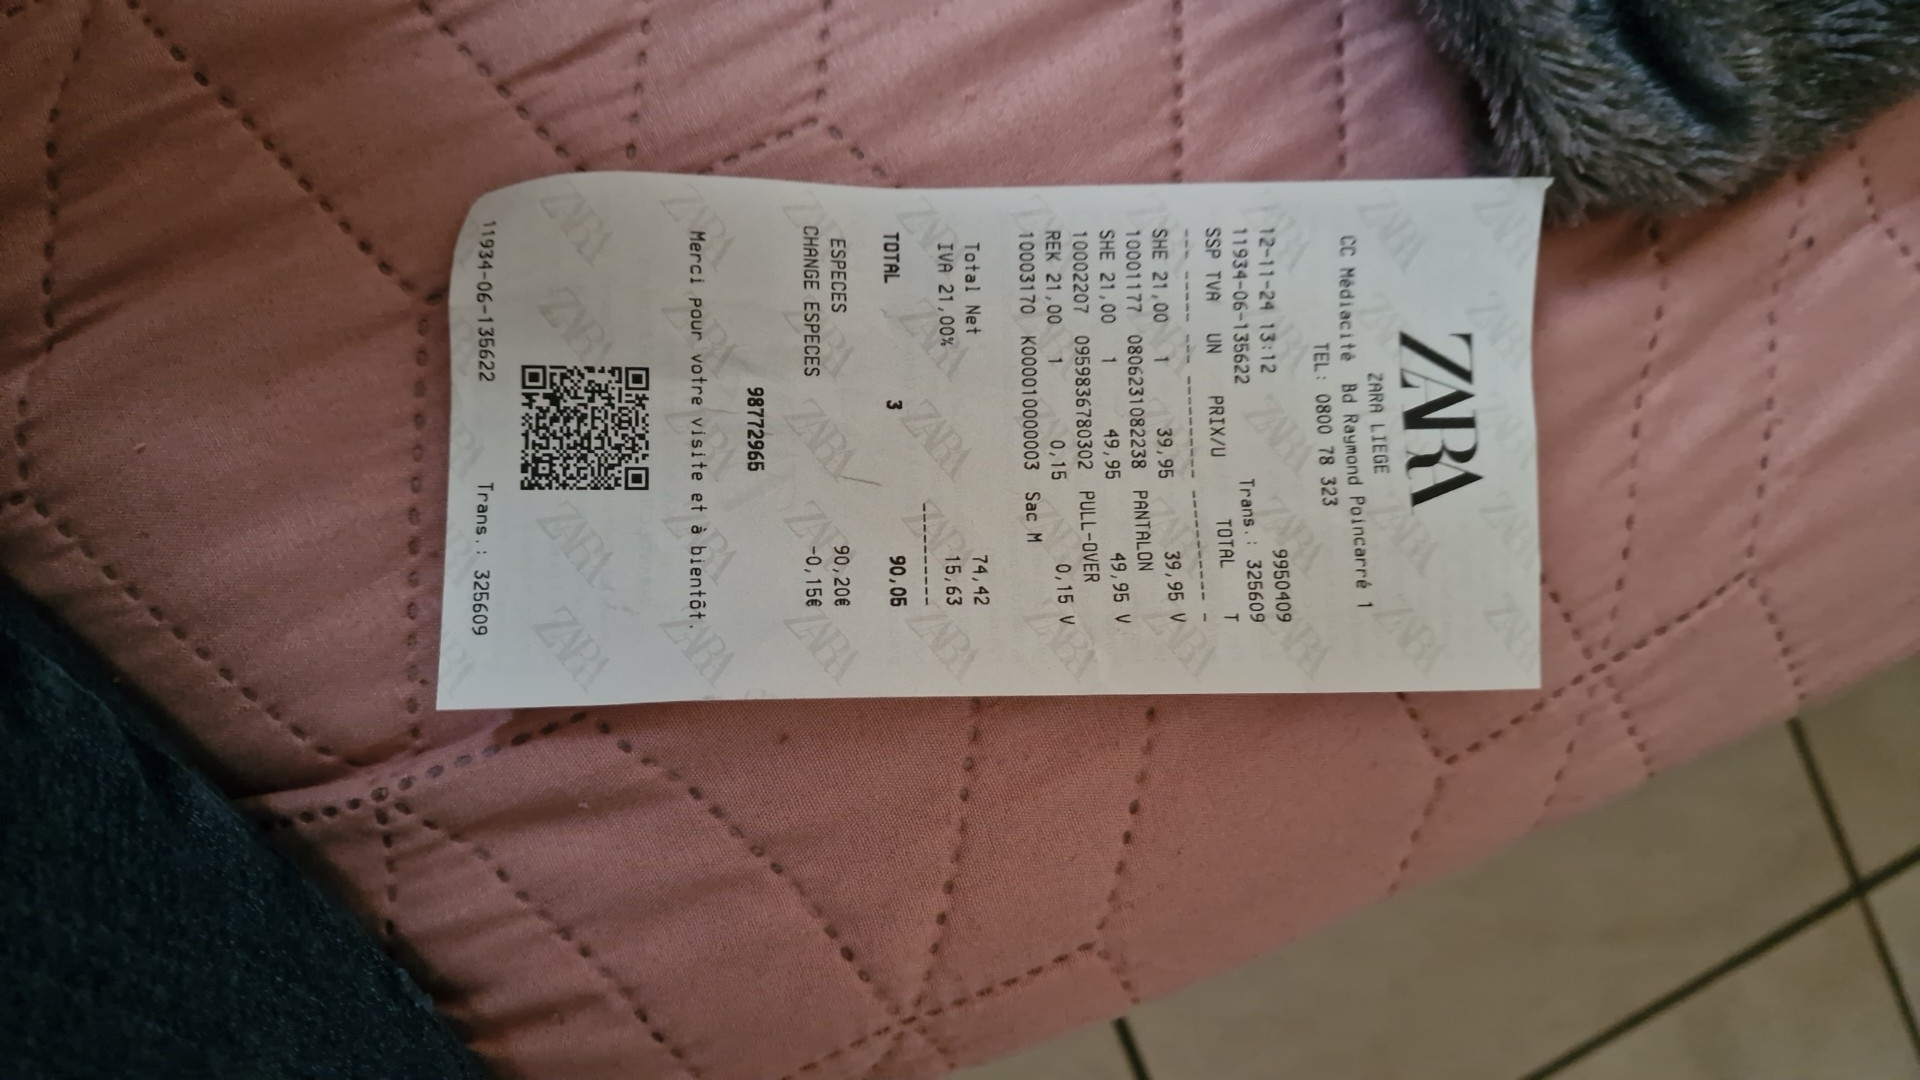 ZARA
ZARA LIEGE
CC Médiacité Bd Raymond Poincarré 1
TEL: 0800 78 323
9950409
12-11-24 13:12 Trans.: 325609
11934-06-135622
SSP TVA UN PRIX/U TOTAL T
--- ----- --- ---------- ---------- -
SHE 21,00 1 39,95 39,95 V
10001177 0806231082238 PANTALON
SHE 21,00 1 49,95 49,95 V
10002207 0959836780302 PULL-OVER
REK 21,00 1 0,15 0,15 V
10003170 K0000100000003 Sac M
Total Net 74,42
IVA 21,00% 15,63
---------
TOTAL 3 90,05
ESPECES 90,20€
CHANGE ESPECES -0,15€
98772965
Merci pour votre visite et à bientôt.
11934-06-135622 Trans.: 325609